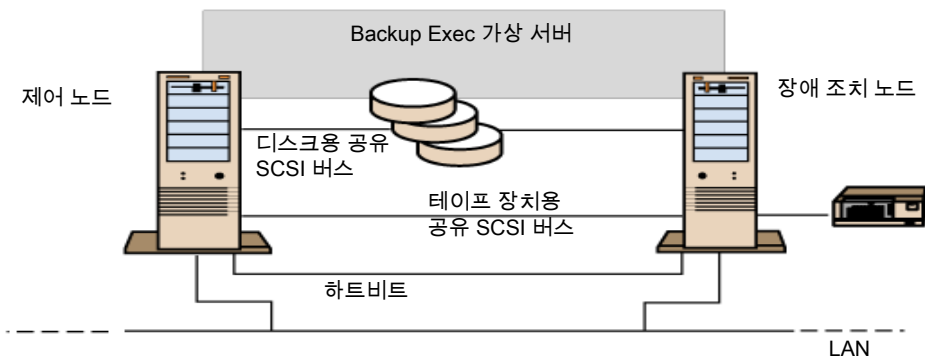 Backup Exec 가상 서버
제어 노드
장애 조치 노드
디스크용 공유
SCSI 버스
테이프 장치용
공유 SCSI 버스
하트비트
LAN